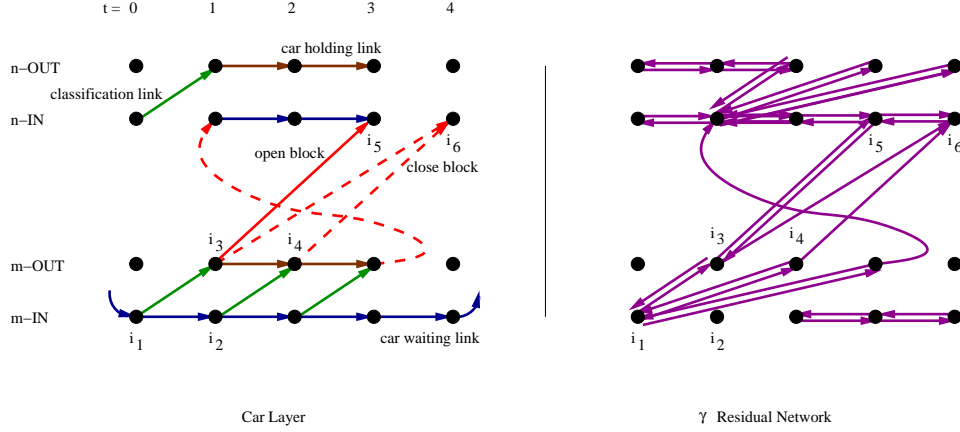 t = 0 1 2 3 4
n−OUT
car holding link
classification link
n−IN
open block
i5
i6
close block
i5
i6
i3
i4
i3
i4
m−OUT
m−IN
i1
i2
car waiting link
i1
i2
Car Layer
γ Residual Network